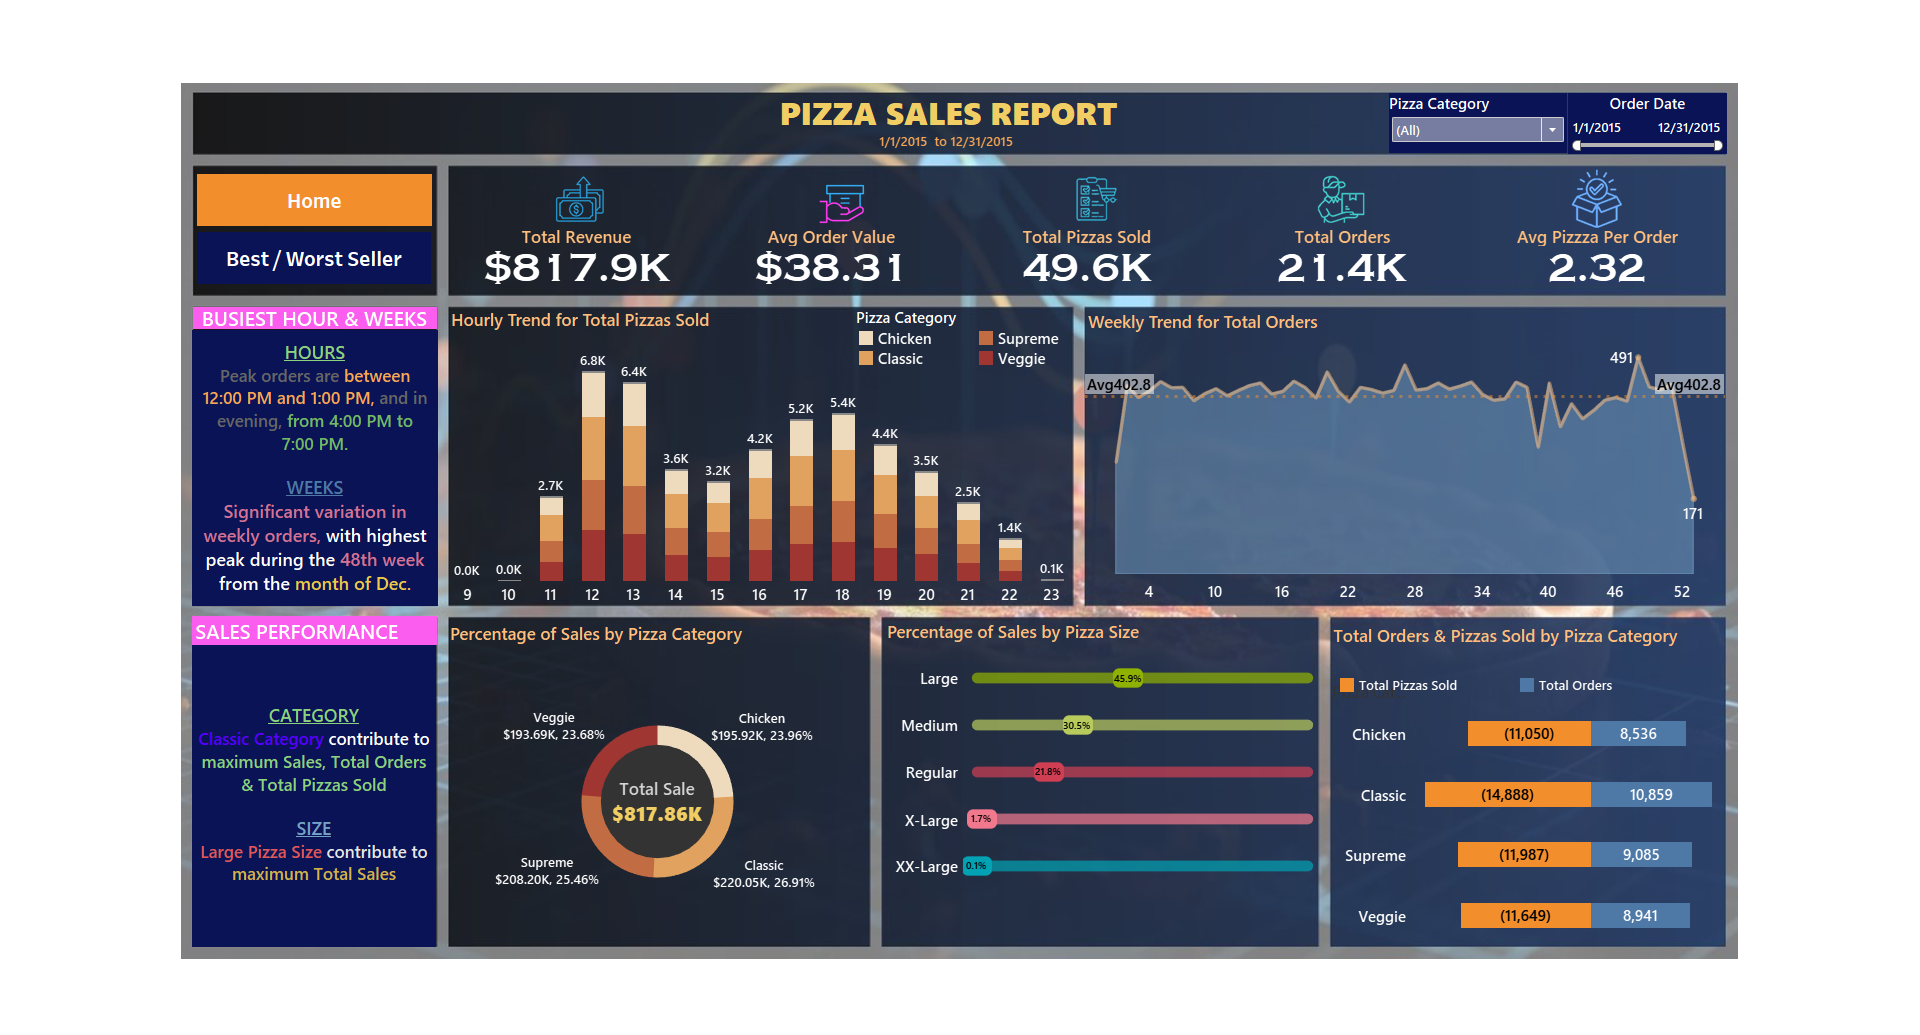 PIZZA SALES REPORT
1/1/2015 to 12/31/2015
Pizza Category
(All)
Order Date
1/1/2015 12/31/2015
Home
Best / Worst Seller
Total Revenue
$817.9K
Avg Order Value
$38.31
Total Pizzas Sold
49.6K
Total Orders
21.4K
Avg Pizzza Per Order
2.32
BUSIEST HOUR & WEEKS
HOURS
Peak orders are between
12:00 PM and 1:00 PM, and in
evening, from 4:00 PM to
7:00 PM.
WEEKS
Significant variation in
weekly orders, with highest
peak during the 48th week
from the month of Dec.
Hourly Trend for Total Pizzas Sold
Pizza Category
Chicken
Supreme
Classic
Veggie
0.0K
0.0K
2.7K
6.8K
6.4K
3.6K
3.2K
4.2K
5.2K
5.4K
4.4K
3.5K
2.5K
1.4K
0.1K
9 10 11 12 13 14 15 16 17 18 19 20 21 22 23
Weekly Trend for Total Orders
Avg402.8
491
Avg402.8
171
4 10 16 22 28 34 40 46 52
SALES PERFORMANCE
CATEGORY
Classic Category contribute to
maximum Sales, Total Orders
& Total Pizzas Sold
SIZE
Large Pizza Size contribute to
maximum Total Sales
Percentage of Sales by Pizza Category
Veggie
$193.69K, 23.68%
Chicken
$195.92K, 23.96%
Total Sale
$817.86K
Supreme
$208.20K, 25.46%
Classic
$220.05K, 26.91%
Percentage of Sales by Pizza Size
Large 45.9%
Medium 30.5%
Regular 21.8%
X-Large 1.7%
XX-Large 0.1%
Total Orders & Pizzas Sold by Pizza Category
Total Pizzas Sold Total Orders
Chicken (11,050) 8,536
Classic (14,888) 10,859
Supreme (11,987) 9,085
Veggie (11,649) 8,941